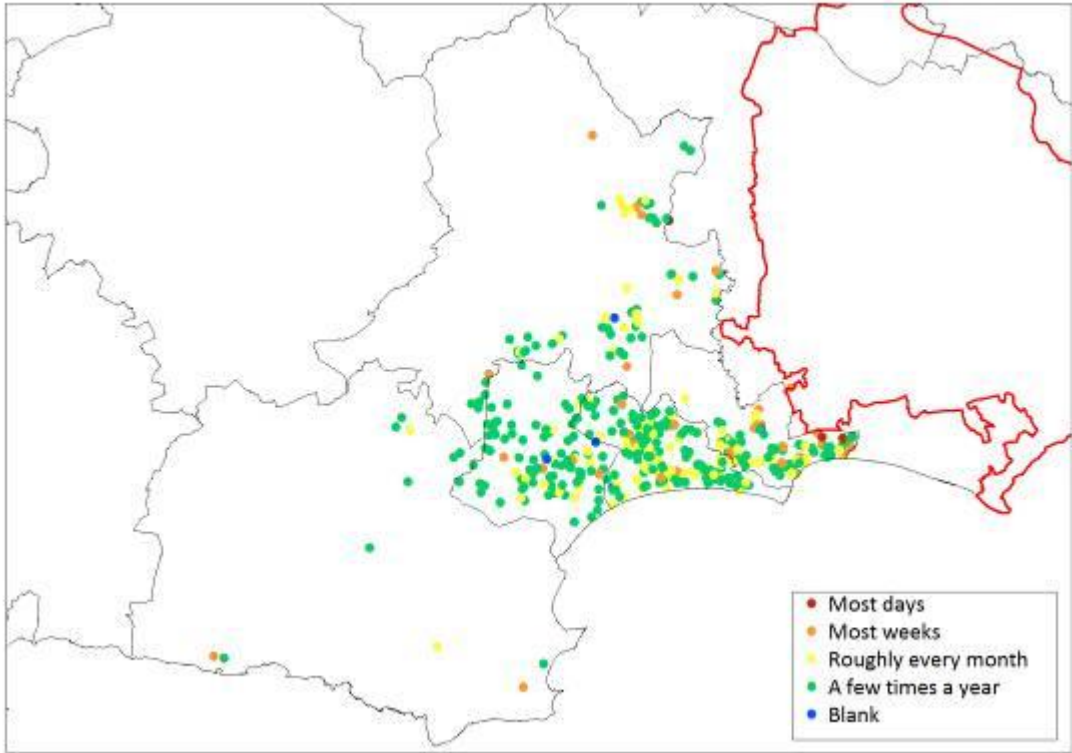 Most days
Most weeks
Roughly every month
A few times a year
Blank